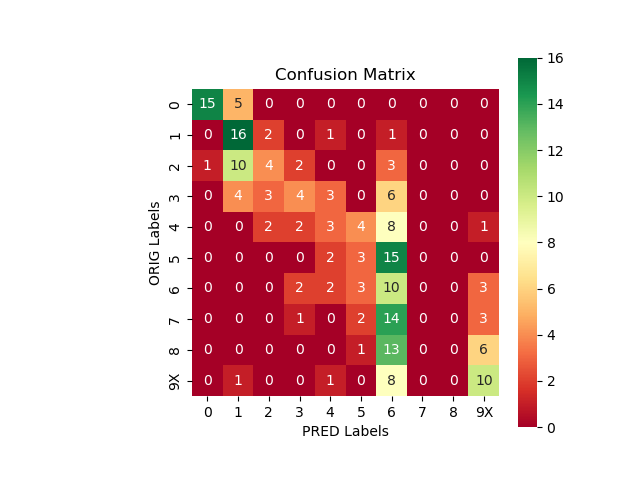 Confusion Matrix
ORIG Labels
0 15 5 0 0 0 0 0 0 0 0
1 0 16 2 0 1 0 1 0 0 0
2 1 10 4 2 0 0 3 0 0 0
3 0 4 3 4 3 0 6 0 0 0
4 0 0 2 2 3 4 8 0 0 1
5 0 0 0 0 2 3 15 0 0 0
6 0 0 0 2 2 3 10 0 0 3
7 0 0 0 1 0 2 14 0 0 3
8 0 0 0 0 0 1 13 0 0 6
9X 0 1 0 0 1 0 8 0 0 10
0 1 2 3 4 5 6 7 8 9X
PRED Labels
16
14
12
10
8
6
4
2
0